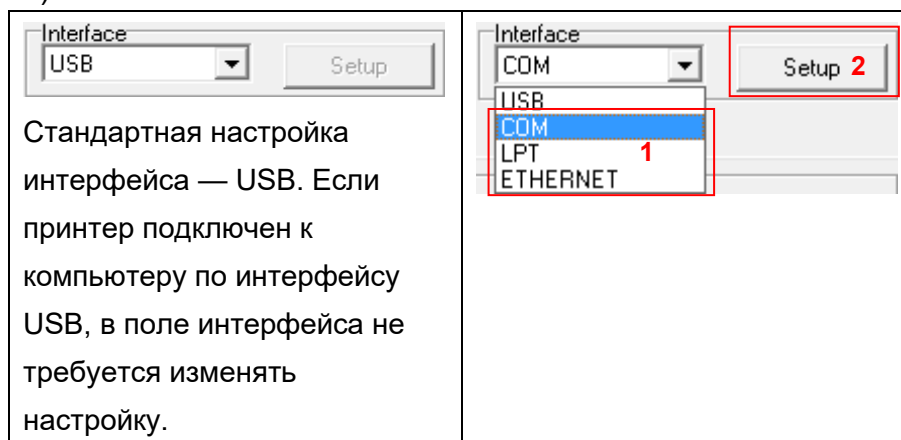 Interface
USB
Setup
Стандартная настройка
интерфейса — USB. Если
принтер подключен к
компьютеру по интерфейсу
USB, в поле интерфейса не
требуется изменять
настройку.
Interface
COM
Setup 2
USB
COM
LPT 1
ETHERNET